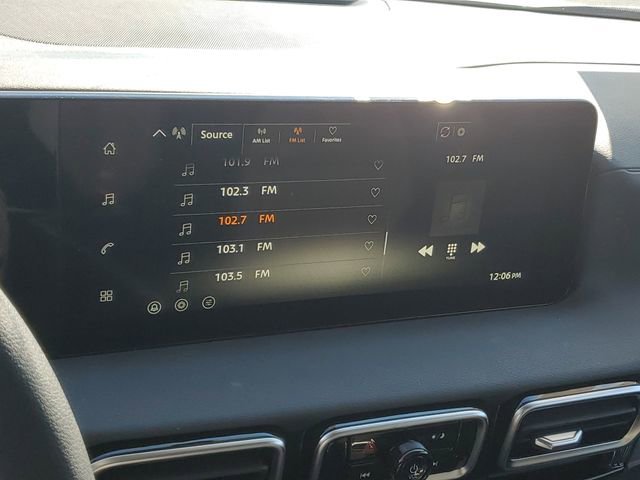 Source
AM List FM List Favorites
101.9 FM
102.3 FM
102.7 FM
103.1 FM
103.5 FM
102.7 FM
TUNE
12:06 PM